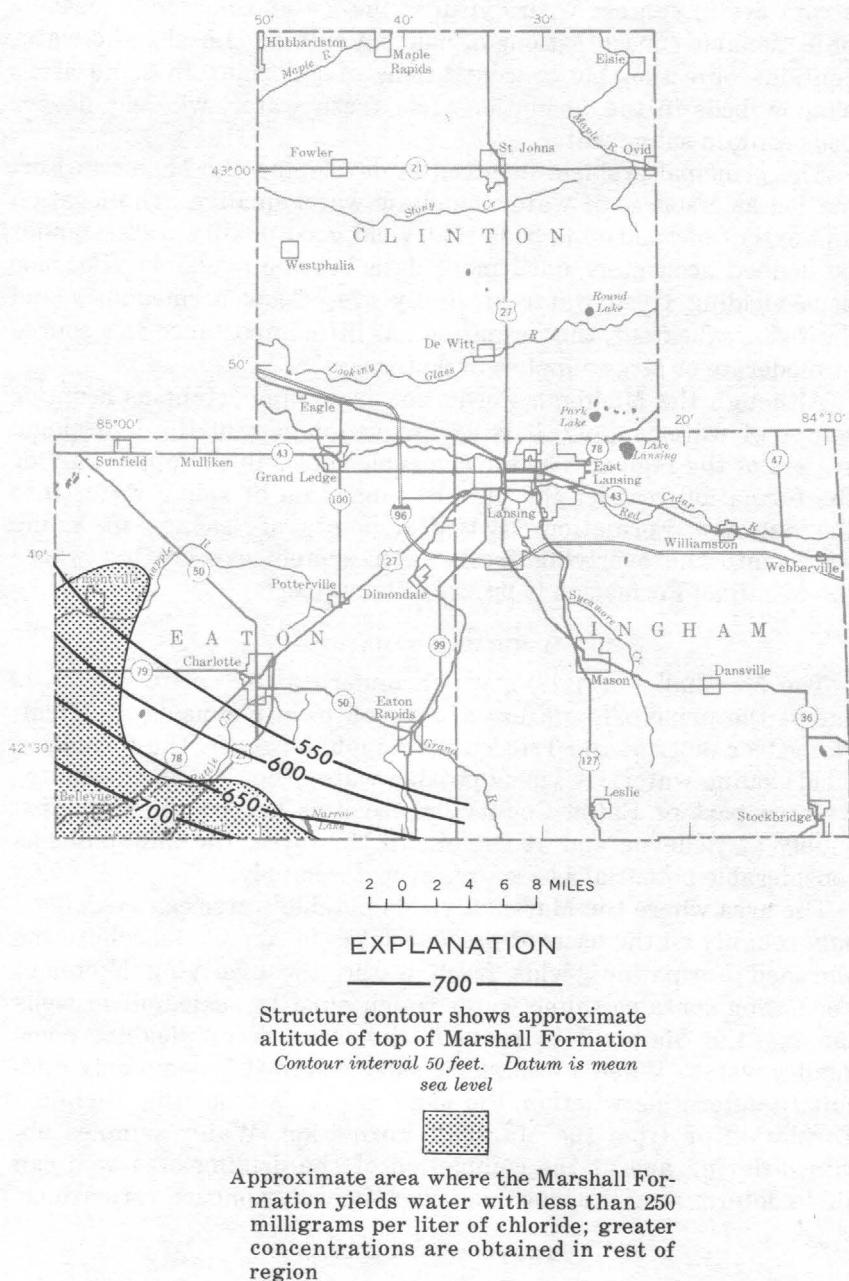 50'
40'
30'
Hubbardston
Maple R
Maple Rapids
Elsie
Maple R
Ovid
Fowler
21
St Johns
43°00'
Stony Cr
CLINTON
Westphalia
27
Round Lake
De Witt
R
Looking Glass
50'
Eagle
Park Lake
20'
84°10'
85°00'
Sunfield
Mulliken
43
Grand Ledge
78
Lake Lansing
East Lansing
47
100
96
Lansing
43
Red Cedar R
Williamston
Webberville
40'
R
50
27
Potterville
Dimondale
Sycamore Cr
EATON
INGHAM
79
Charlotte
99
Mason
Dansville
50
Eaton Rapids
36
42°30'
550
Grand R
78
Battle
600
127
Bellevue
700
650
Narrow Lake
Leslie
Stockbridge
2 0 2 4 6 8 MILES
EXPLANATION
700
Structure contour shows approximate
altitude of top of Marshall Formation
Contour interval 50 feet. Datum is mean
sea level
Approximate area where the Marshall For-
mation yields water with less than 250
milligrams per liter of chloride; greater
concentrations are obtained in rest of
region